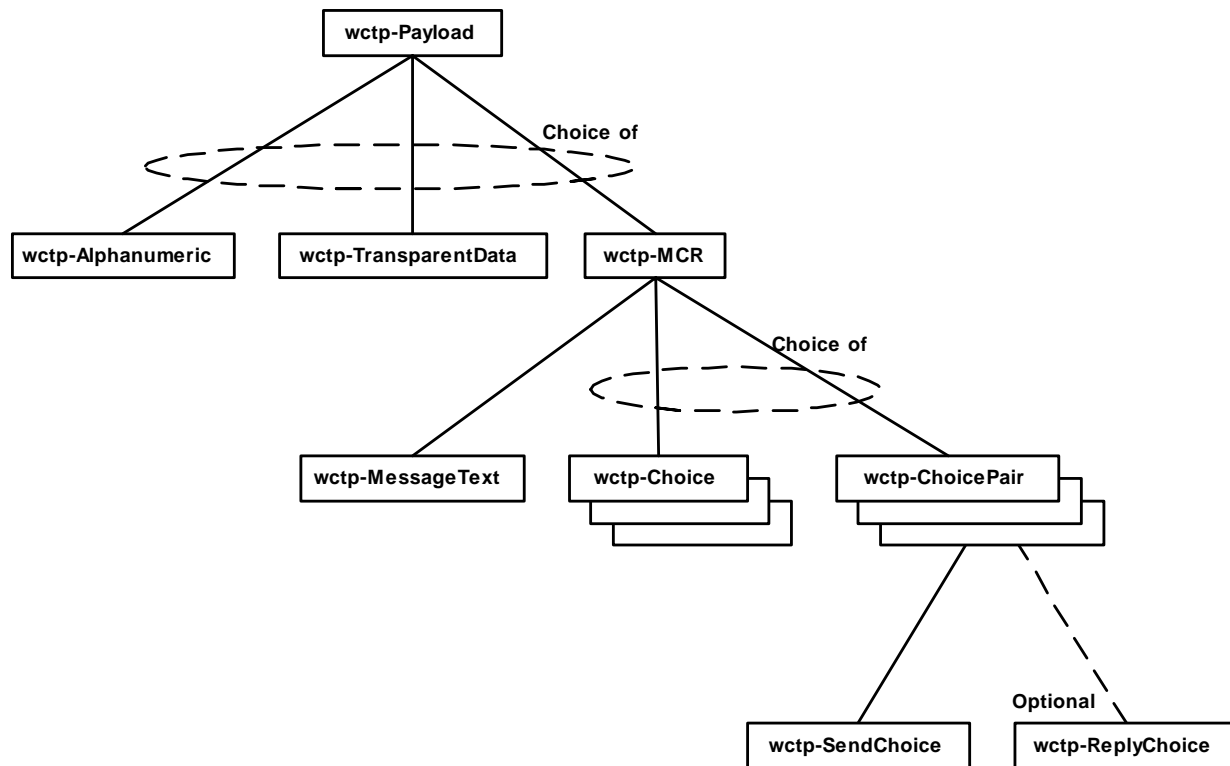 wctp-Payload
Choice of
wctp-Alphanumeric
wctp-TransparentData
wctp-MCR
Choice of
wctp-MessageText
wctp-Choice
wctp-ChoicePair
Optional
wctp-SendChoice
wctp-ReplyChoice